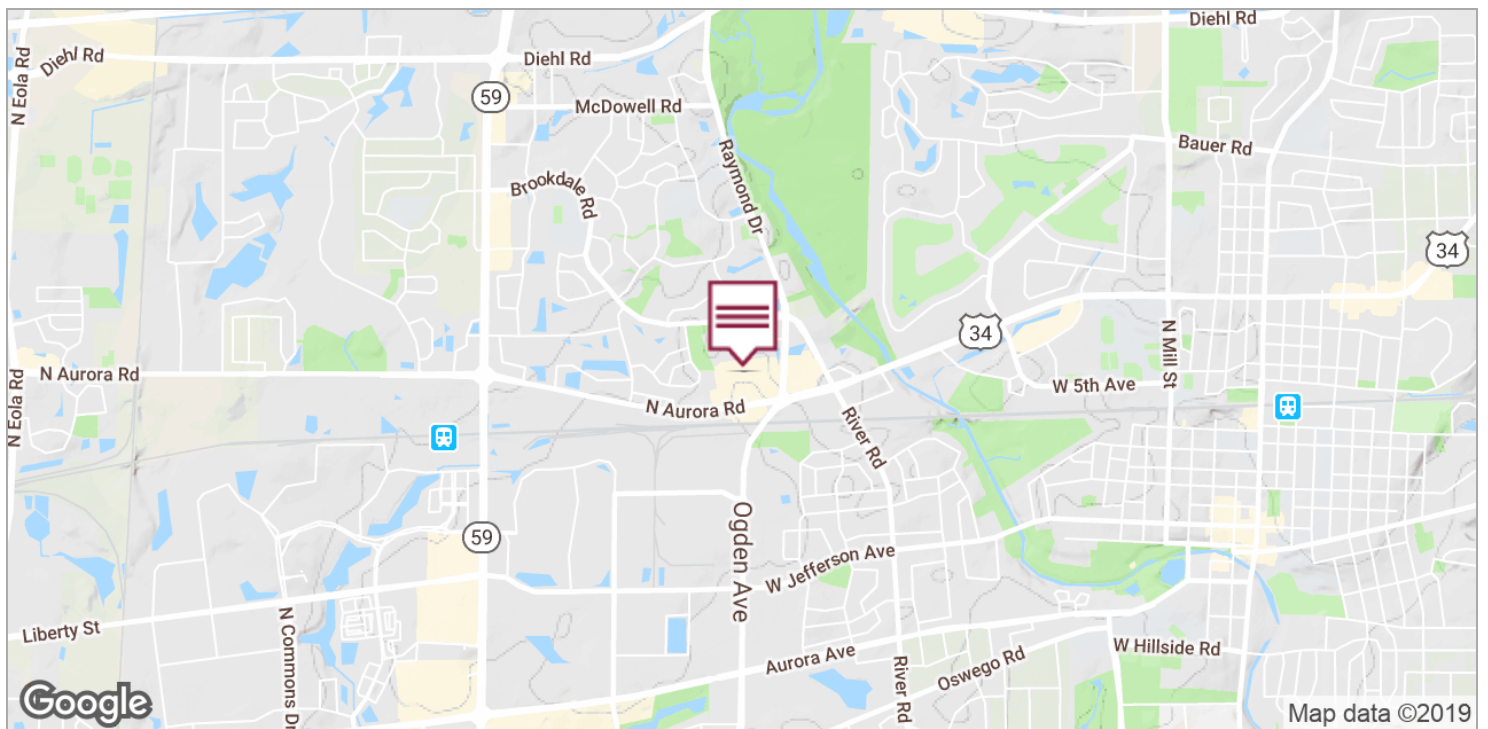 Diehl Rd
N Eola Rd
Diehl Rd
Diehl Rd
59
McDowell Rd
Bauer Rd
Raymond Dr
Brookdale Rd
34
34
N Mill St
N Aurora Rd
N Eola Rd
W 5th Ave
N Aurora Rd
River Rd
59
Ogden Ave
W Jefferson Ave
Liberty St
N Commons Dr
Aurora Ave
W Hillside Rd
Oswego Rd
River Rd
Google
Map data ©2019